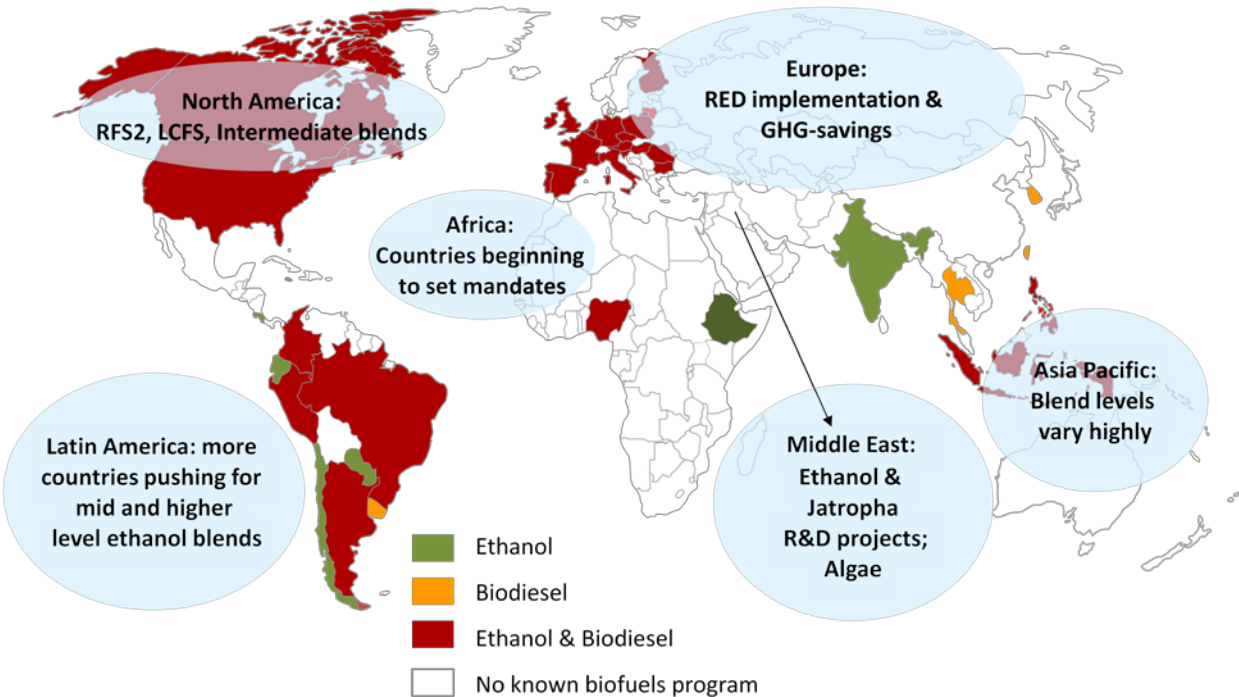 North America:
RFS2, LCFS, Intermediate blends
Europe:
RED implementation &
GHG-savings
Africa:
Countries beginning
to set mandates
Asia Pacific:
Blend levels
vary highly
Latin America: more
countries pushing for
mid and higher
level ethanol blends
Middle East:
Ethanol &
Jatropha
R&D projects;
Algae
Ethanol
Biodiesel
Ethanol & Biodiesel
No known biofuels program